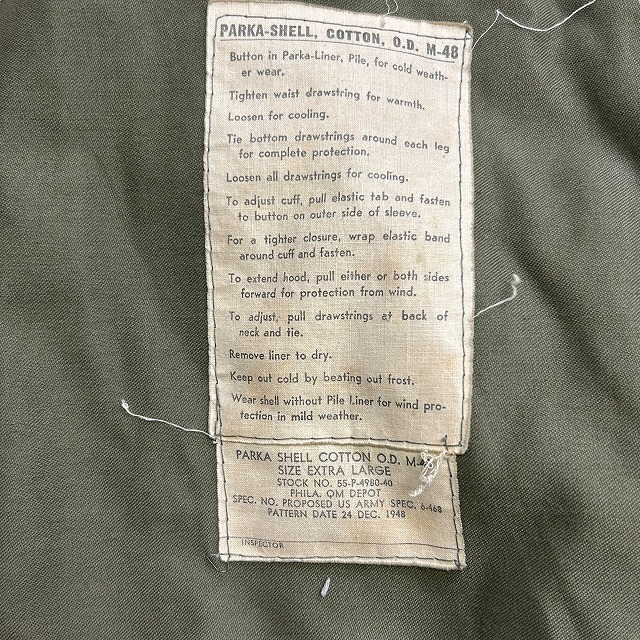 PARKA-SHELL, COTTON, O.D. M-48
Button in Parka-Liner, Pile, for cold weath-
er wear.
Tighten waist drawstring for warmth.
Loosen for cooling.
Tie bottom drawstrings around each leg
for complete protection.
Loosen all drawstrings for cooling.
To adjust cuff, pull elastic tab and fasten
to button on outer side of sleeve.
For a tighter closure, wrap elastic band
around cuff and fasten.
To extend hood, pull either or both sides
forward for protection from wind.
To adjust, pull drawstrings at back of
neck and tie.
Remove liner to dry.
Keep out cold by beating out frost.
Wear shell without Pile Liner for wind pro-
tection in mild weather.
PARKA SHELL COTTON O.D.
SIZE EXTRA LARGE
STOCK NO. 55-P-4980-40
PHILA. QM DEPOT
SPEC. NO. PROPOSED US ARMY SPEC. 6-468
PATTERN DATE 24 DEC. 1948
INSPECTOR